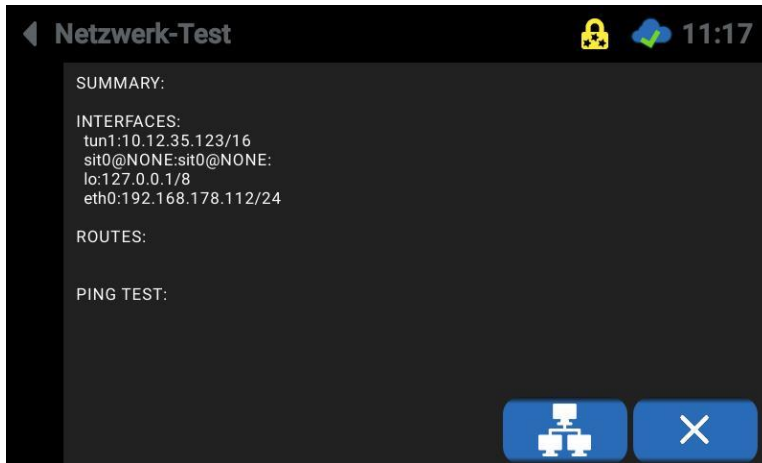 Netzwerk-Test
11:17
SUMMARY:
INTERFACES:
tun1:10.12.35.123/16
sit0@NONE:sit0@NONE:
lo:127.0.0.1/8
eth0:192.168.178.112/24
ROUTES:
PING TEST: